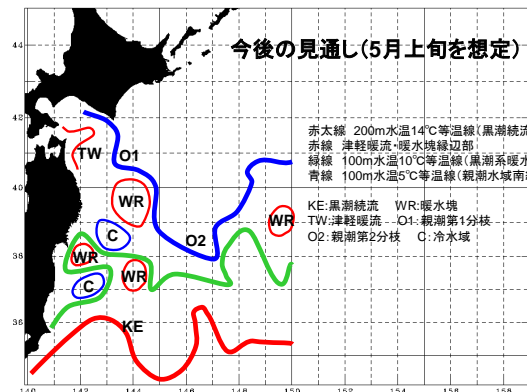 今後の見通し(5月上旬を想定)
赤太線 200m水温14℃等温線(黒潮続流
赤線 津軽暖流・暖水塊縁辺部
緑線 100m水温10℃等温線(黒潮系暖水
青線 100m水温5℃等温線(親潮水域南
KE:黒潮続流 WR:暖水塊
TW:津軽暖流 O1:親潮第1分枝
O2:親潮第2分枝 C:冷水域
44
42
40
38
36
TW
O1
WR
C
WR
C
WR
O2
WR
KE
140
142
144
146
148
150
152
154
156
158